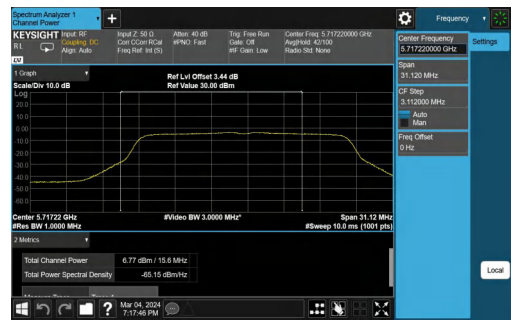 Spectrum Analyzer 1
Channel Power
+
Frequency
KEYSIGHT
RL
Input: RF
Coupling: DC
Align: Auto
Input Z: 50 Ω
Corr CCorr RCal
Freq Ref: Int (S)
Atten: 40 dB
#PNO: Fast
Trig: Free Run
Gate: Off
#IF Gain: Low
Center Freq: 5.717220000 GHz
Avg|Hold: 42/100
Radio Std: None
LV
1 Graph
Scale/Div 10.0 dB
Ref Lvl Offset 3.44 dB
Ref Value 30.00 dBm
Log
20.0
10.0
0.00
-10.0
-20.0
-30.0
-40.0
-50.0
-60.0
Center 5.71722 GHz
#Res BW 1.0000 MHz
#Video BW 3.0000 MHz*
Span 31.12 MHz
#Sweep 10.0 ms (1001 pts)
2 Metrics
Total Channel Power 6.77 dBm / 15.6 MHz
Total Power Spectral Density -65.15 dBm/Hz
Center Frequency
5.717220000 GHz
Span
31.120 MHz
CF Step
3.112000 MHz
Auto
Man
Freq Offset
0 Hz
Settings
Local
?
Mar 04, 2024
7:17:46 PM